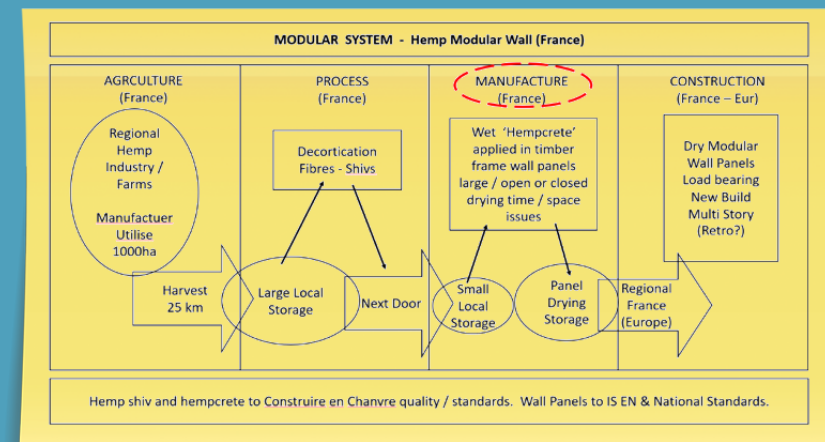 MODULAR SYSTEM - Hemp Modular Wall (France)
AGRCULTURE
(France)
Regional
Hemp
Industry /
Farms
Manufactuer
Utilise
1000ha
Harvest
25 km
PROCESS
(France)
Decortication
Fibres - Shivs
Large Local
Storage
Next Door
MANUFACTURE
(France)
Wet 'Hempcrete'
applied in timber
frame wall panels
large / open or closed
drying time / space
issues
Small
Local
Storage
Panel
Drying
Storage
CONSTRUCTION
(France – Eur)
Dry Modular
Wall Panels
Load bearing
New Build
Multi Story
(Retro?)
Regional
France
(Europe)
Hemp shiv and hempcrete to Construire en Chanvre quality / standards. Wall Panels to IS EN & National Standards.